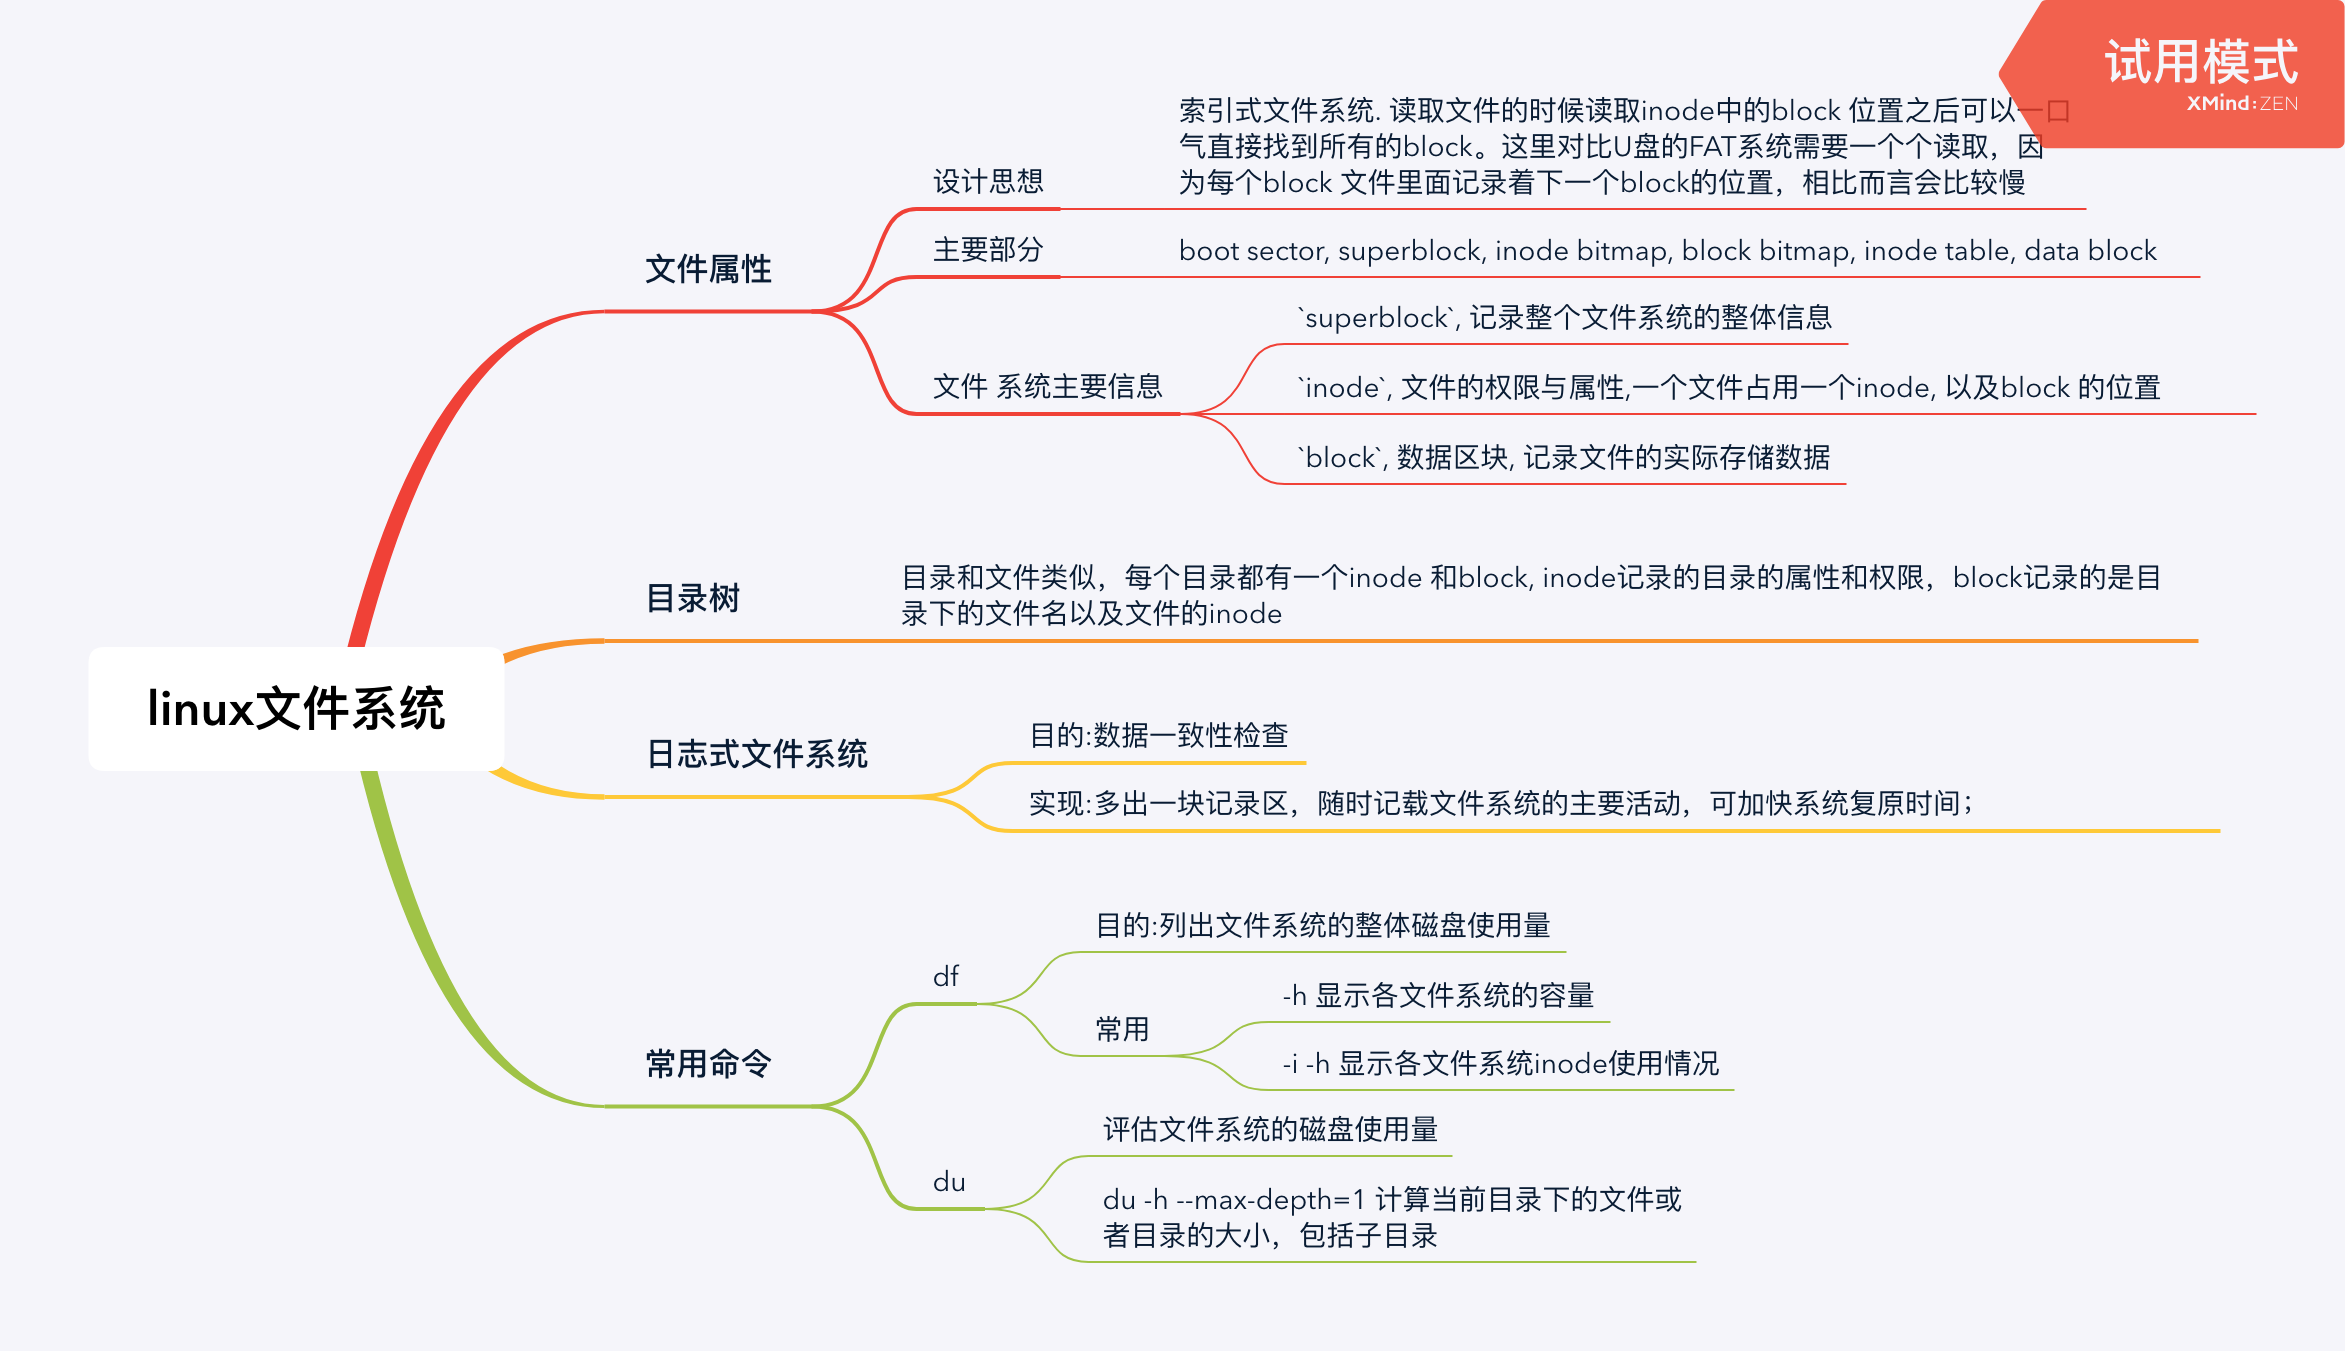 试用模式
XMind:ZEN
索引式文件系统. 读取文件的时候读取inode中的block 位置之后可以一口
气直接找到所有的block。这里对比U盘的FAT系统需要一个个读取，因
为每个block 文件里面记录着下一个block的位置，相比而言会比较慢
设计思想
主要部分
boot sector, superblock, inode bitmap, block bitmap, inode table, data block
文件属性
`superblock`, 记录整个文件系统的整体信息
文件 系统主要信息
`inode`, 文件的权限与属性,一个文件占用一个inode, 以及block 的位置
`block`, 数据区块, 记录文件的实际存储数据
目录树
目录和文件类似，每个目录都有一个inode 和block, inode记录的目录的属性和权限，block记录的是目
录下的文件名以及文件的inode
linux文件系统
日志式文件系统
目的:数据一致性检查
实现:多出一块记录区，随时记载文件系统的主要活动，可加快系统复原时间；
常用命令
df
目的:列出文件系统的整体磁盘使用量
常用
-h 显示各文件系统的容量
-i -h 显示各文件系统inode使用情况
du
评估文件系统的磁盘使用量
du -h --max-depth=1 计算当前目录下的文件或
者目录的大小，包括子目录